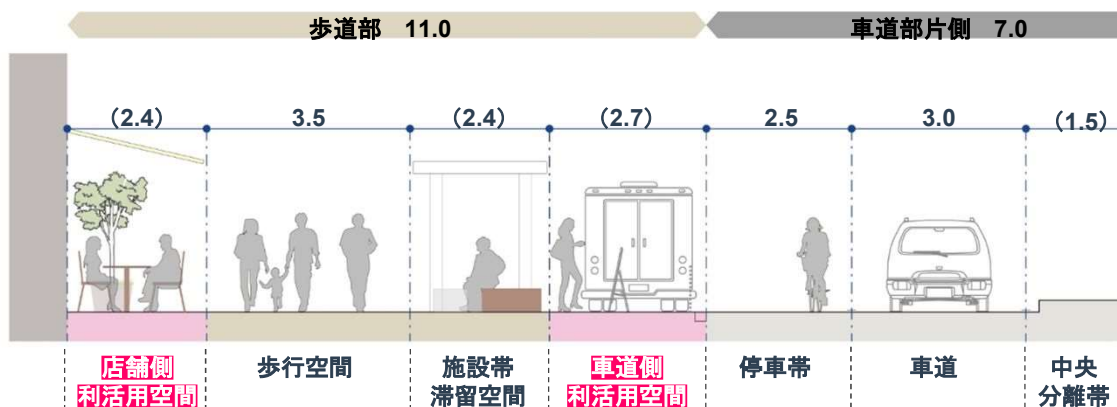 歩道部　11.0
車道部片側　7.0
（2.4）
3.5
（2.4）
（2.7）
2.5
3.0
（1.5）
店舗側
利活用空間
歩行空間
施設帯
滞留空間
車道側
利活用空間
停車帯
車道
中央
分離帯